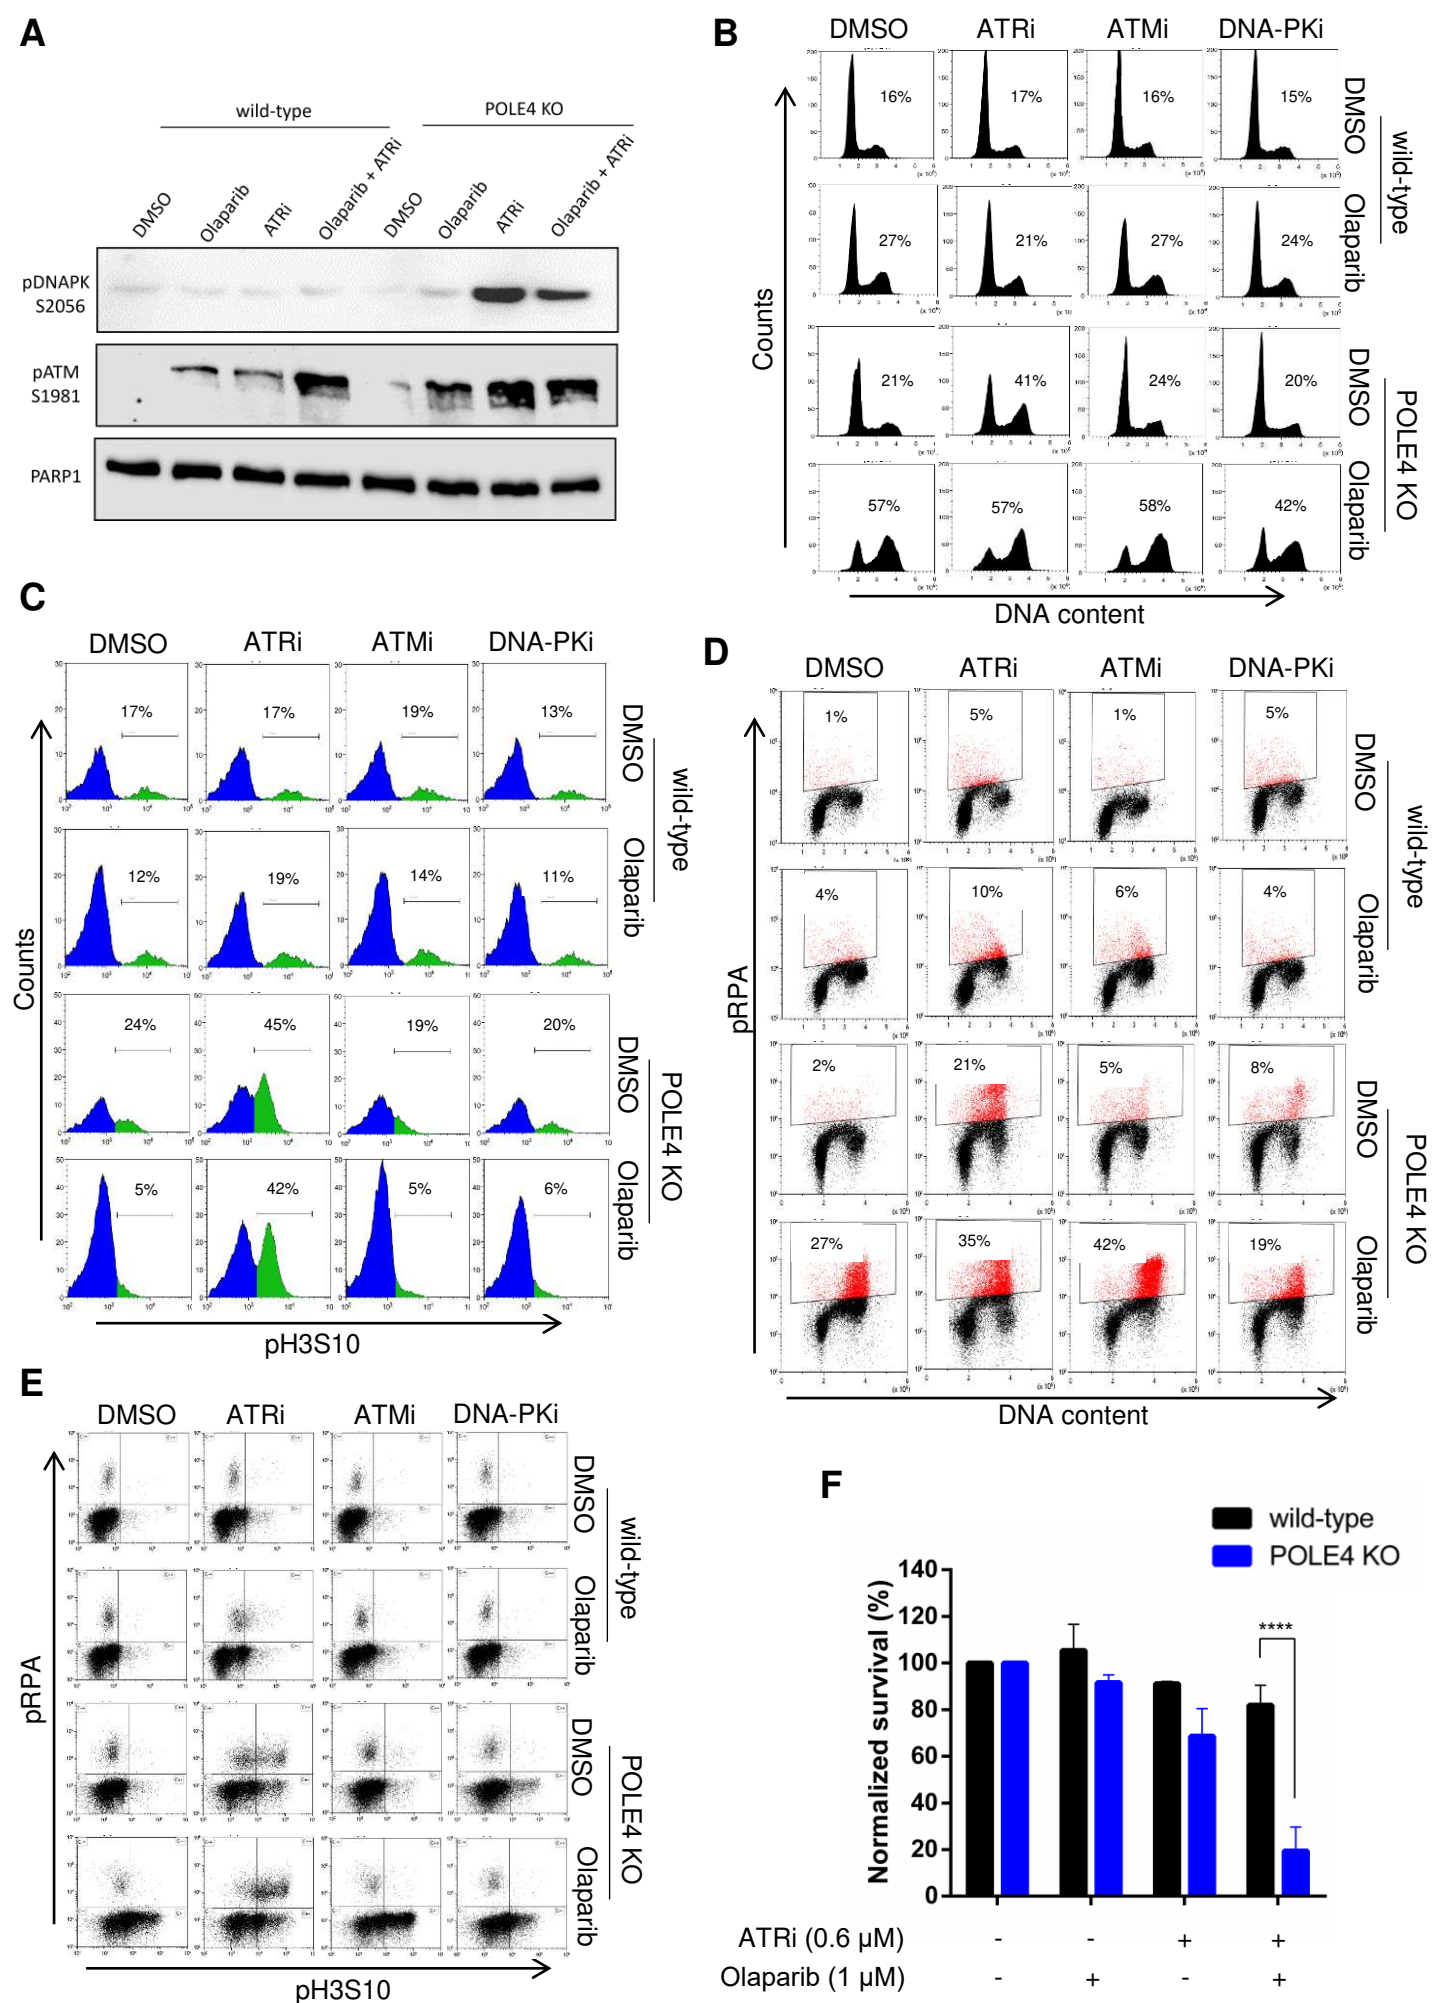 A
wild-type
POLE4 KO
DMSO
Olaparib
ATRi
Olaparib + ATRi
DMSO
Olaparib
ATRi
Olaparib + ATRi
pDNAPK
S2056
pATM
S1981
PARP1
B
DMSO ATRi ATMi DNA-PKi
16% 17% 16% 15%
DMSO
27% 21% 27% 24%
Olaparib
wild-type
21% 41% 24% 20%
DMSO
57% 57% 58% 42%
Olaparib
POLE4 KO
Counts
DNA content
C
DMSO ATRi ATMi DNA-PKi
17% 17% 19% 13%
DMSO
12% 19% 14% 11%
Olaparib
wild-type
24% 45% 19% 20%
DMSO
5% 42% 5% 6%
Olaparib
POLE4 KO
Counts
pH3S10
D
DMSO ATRi ATMi DNA-PKi
1% 5% 1% 5%
DMSO
4% 10% 6% 4%
Olaparib
wild-type
2% 21% 5% 8%
DMSO
27% 35% 42% 19%
Olaparib
POLE4 KO
pRPA
DNA content
E
DMSO ATRi ATMi DNA-PKi
DMSO
Olaparib
wild-type
DMSO
Olaparib
POLE4 KO
pRPA
pH3S10
F
wild-type
POLE4 KO
Normalized survival (%)
140
120
100
80
60
40
20
0
****
ATRi (0.6 µM) - - + +
Olaparib (1 µM) - + - +